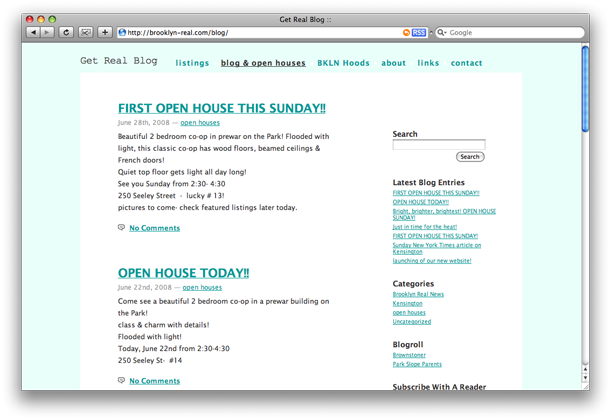 Get Real Blog ::
http://brooklyn-real.com/blog/
RSS
Google
Get Real Blog
listings
blog & open houses
BKLN Hoods
about
links
contact
FIRST OPEN HOUSE THIS SUNDAY!!
June 28th, 2008 — open houses
Beautiful 2 bedroom co-op in prewar on the Park! Flooded with
light, this classic co-op has wood floors, beamed ceilings &
French doors!
Quiet top floor gets light all day long!
See you Sunday from 2:30- 4:30
250 Seeley Street - lucky # 13!
pictures to come- check featured listings later today.
No Comments
OPEN HOUSE TODAY!!
June 22nd, 2008 — open houses
Come see a beautiful 2 bedroom co-op in a prewar building on
the Park!
class & charm with details!
Flooded with light!
Today, June 22nd from 2:30-4:30
250 Seeley St- #14
No Comments
Search
Search
Latest Blog Entries
FIRST OPEN HOUSE THIS SUNDAY!!
OPEN HOUSE TODAY!!
Bright, brighter, brightest! OPEN HOUSE
SUNDAY!
Just in time for the heat!
FIRST OPEN HOUSE THIS SUNDAY!
Sunday New York Times article on
Kensington
launching of our new website!
Categories
Brooklyn Real News
Kensington
open houses
Uncategorized
Blogroll
Brownstoner
Park Slope Parents
Subscribe With A Reader